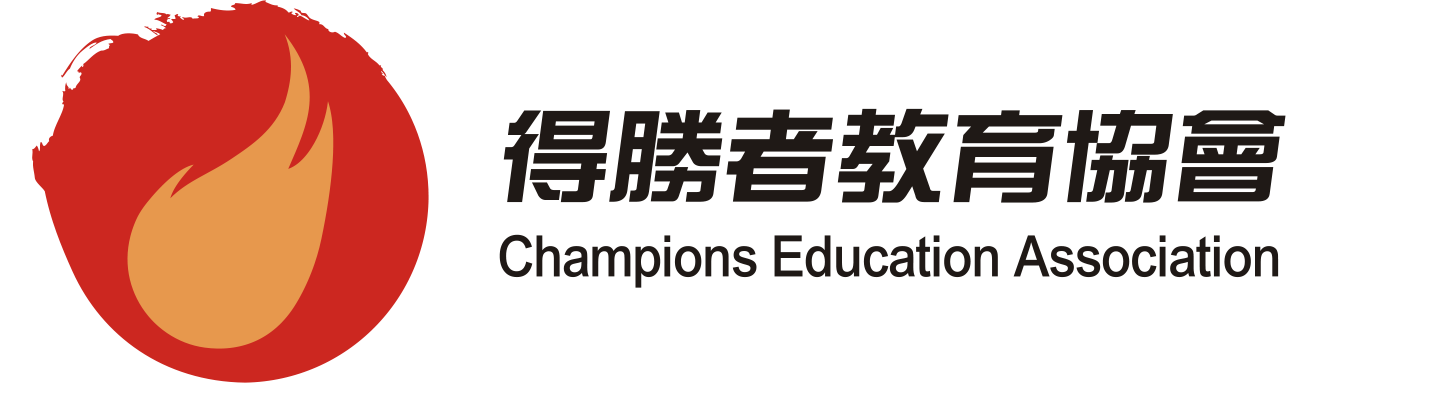 得勝者教育協會
Champions Education Association